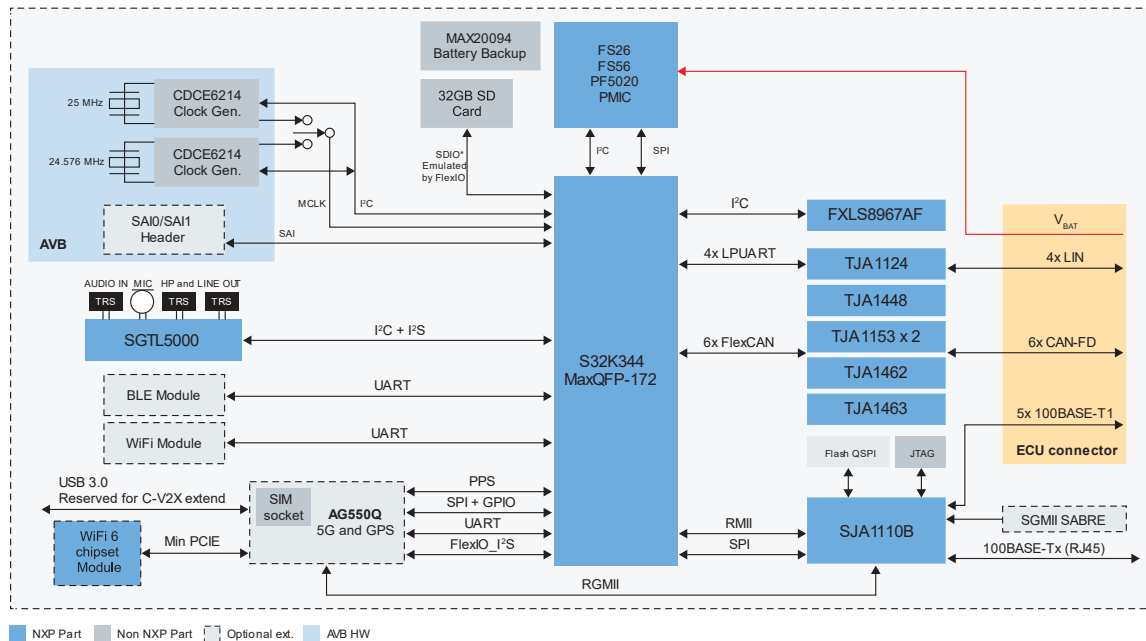 MAX20094
Battery Backup
FS26
FS56
PF5020
PMIC
25 MHz
CDCE6214
Clock Gen.
32GB SD
Card
24.576 MHz
CDCE6214
Clock Gen.
SDIO*
Emulated
by FlexIO
I²C
SPI
MCLK
I²C
SAI0/SAI1
Header
AVB
SAI
I²C
FXLS8967AF
V_BAT
4x LPUART
TJA1124
4x LIN
AUDIO IN
MIC
HP and LINE OUT
TRS
TRS
TRS
SGTL5000
I²C + I²S
TJA1448
S32K344
MaxQFP-172
6x FlexCAN
TJA1153 x 2
6x CAN-FD
TJA1462
TJA1463
BLE Module
UART
WiFi Module
UART
5x 100BASE-T1
ECU connector
Flash QSPI
JTAG
USB 3.0
Reserved for C-V2X extend
SIM
socket
AG550Q
5G and GPS
PPS
SPI + GPIO
UART
FlexIO_I²S
WiFi 6
chipset
Module
Min PCIE
RMII
SPI
SJA1110B
SGMII SABRE
100BASE-Tx (RJ45)
RGMII
NXP Part
Non NXP Part
Optional ext.
AVB HW